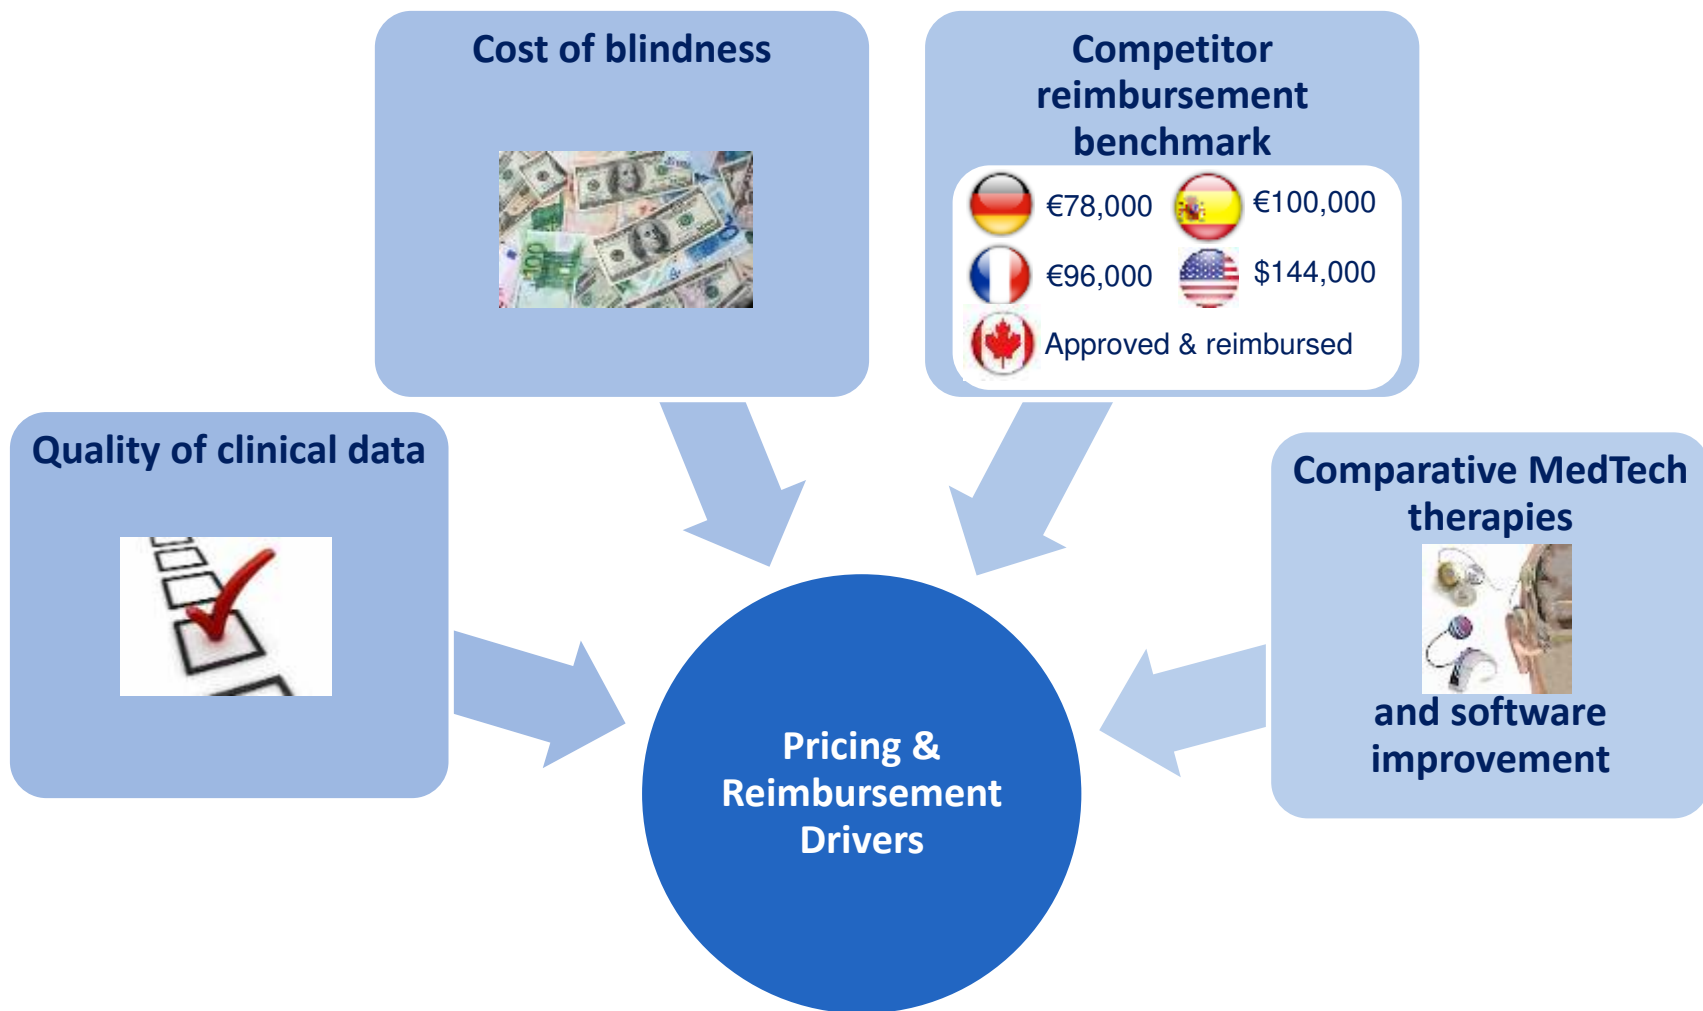 Cost of blindness
Competitor
reimbursement
benchmark
€78,000
€100,000
€96,000
$144,000
Approved & reimbursed
Quality of clinical data
Comparative MedTech
therapies
and software
improvement
Pricing &
Reimbursement
Drivers
100